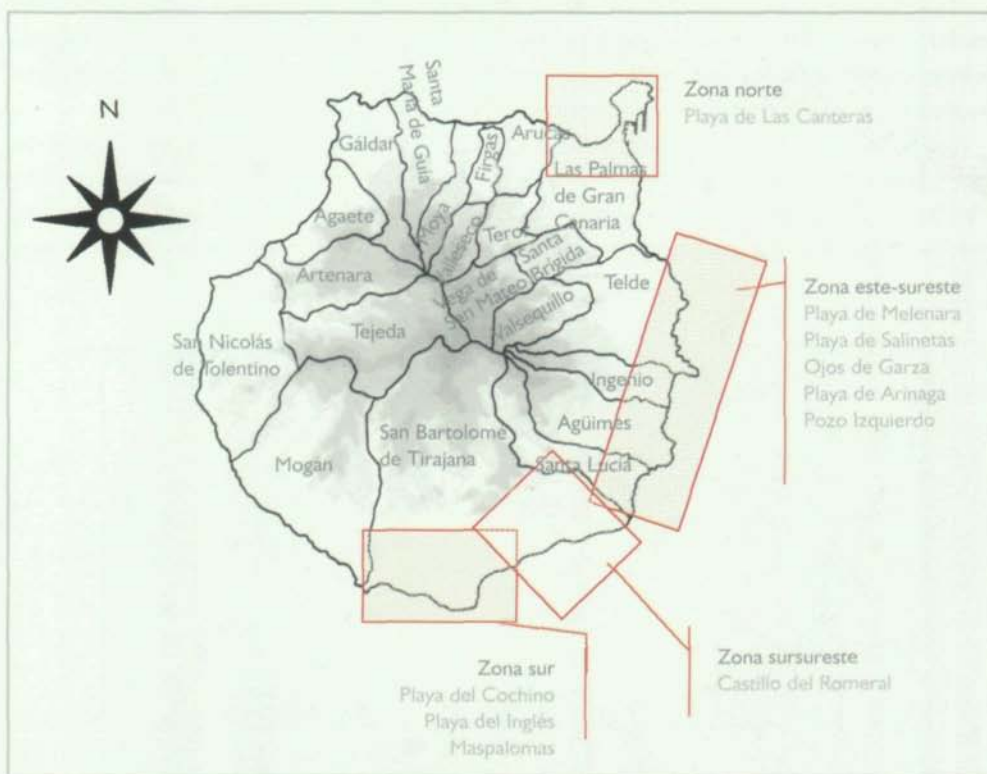 N
Zona norte
Playa de Las Canteras
Santa
María de Guía
Gáldar
Firgas
Arucas
Las Palmas
de Gran
Canaria
Agaete
Moya
Valleseco
Teror
Santa
Brígida
Artenara
Vega de
San Mateo
Telde
Valsequillo
Tejeda
San Nicolás
de Tolentino
Ingenio
Agüimes
San Bartolome
de Tirajana
Santa Lucía
Mogan
Zona este-sureste
Playa de Melenara
Playa de Salinetas
Ojos de Garza
Playa de Arinaga
Pozo Izquierdo
Zona sur
Playa del Cochino
Playa del Inglés
Maspalomas
Zona sursureste
Castillo del Romeral